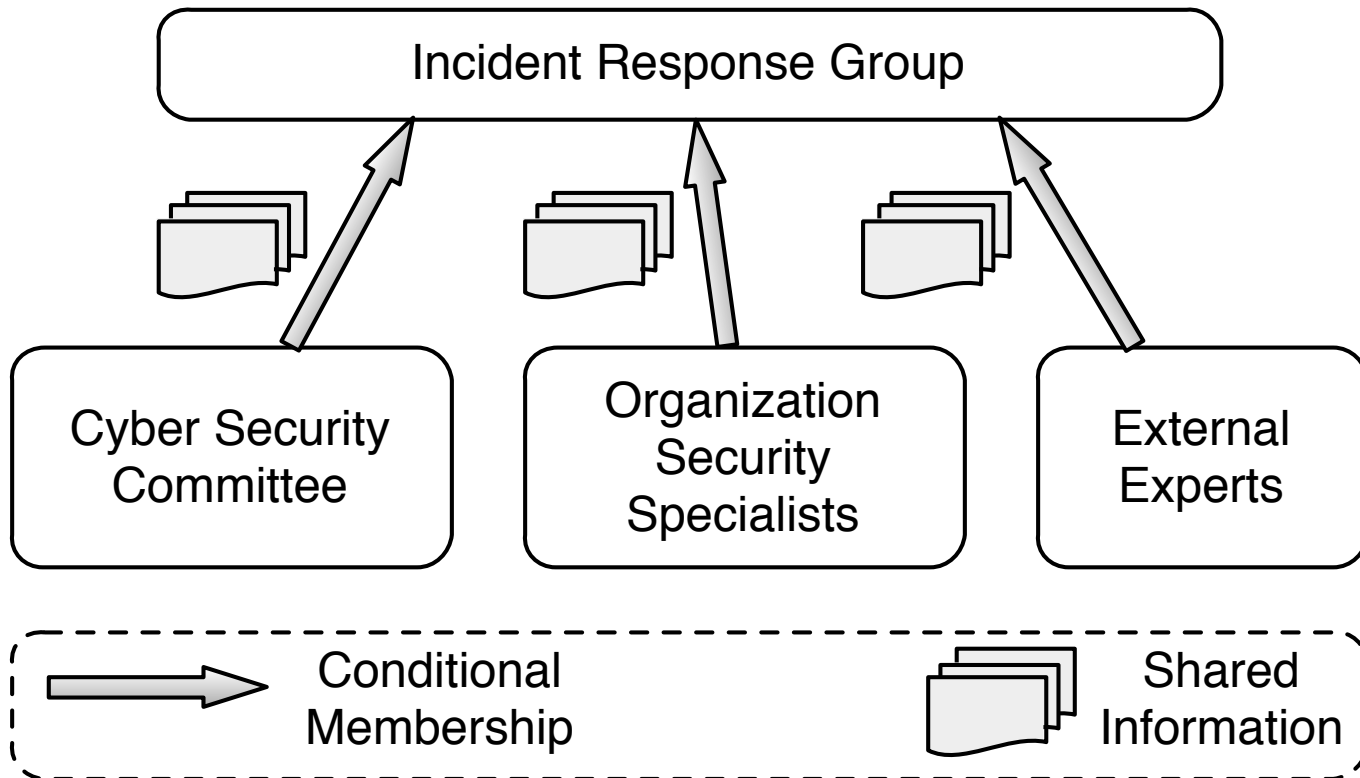 Incident Response Group
Cyber Security
Committee
Organization
Security
Specialists
External
Experts
Conditional
Membership
Shared
Information